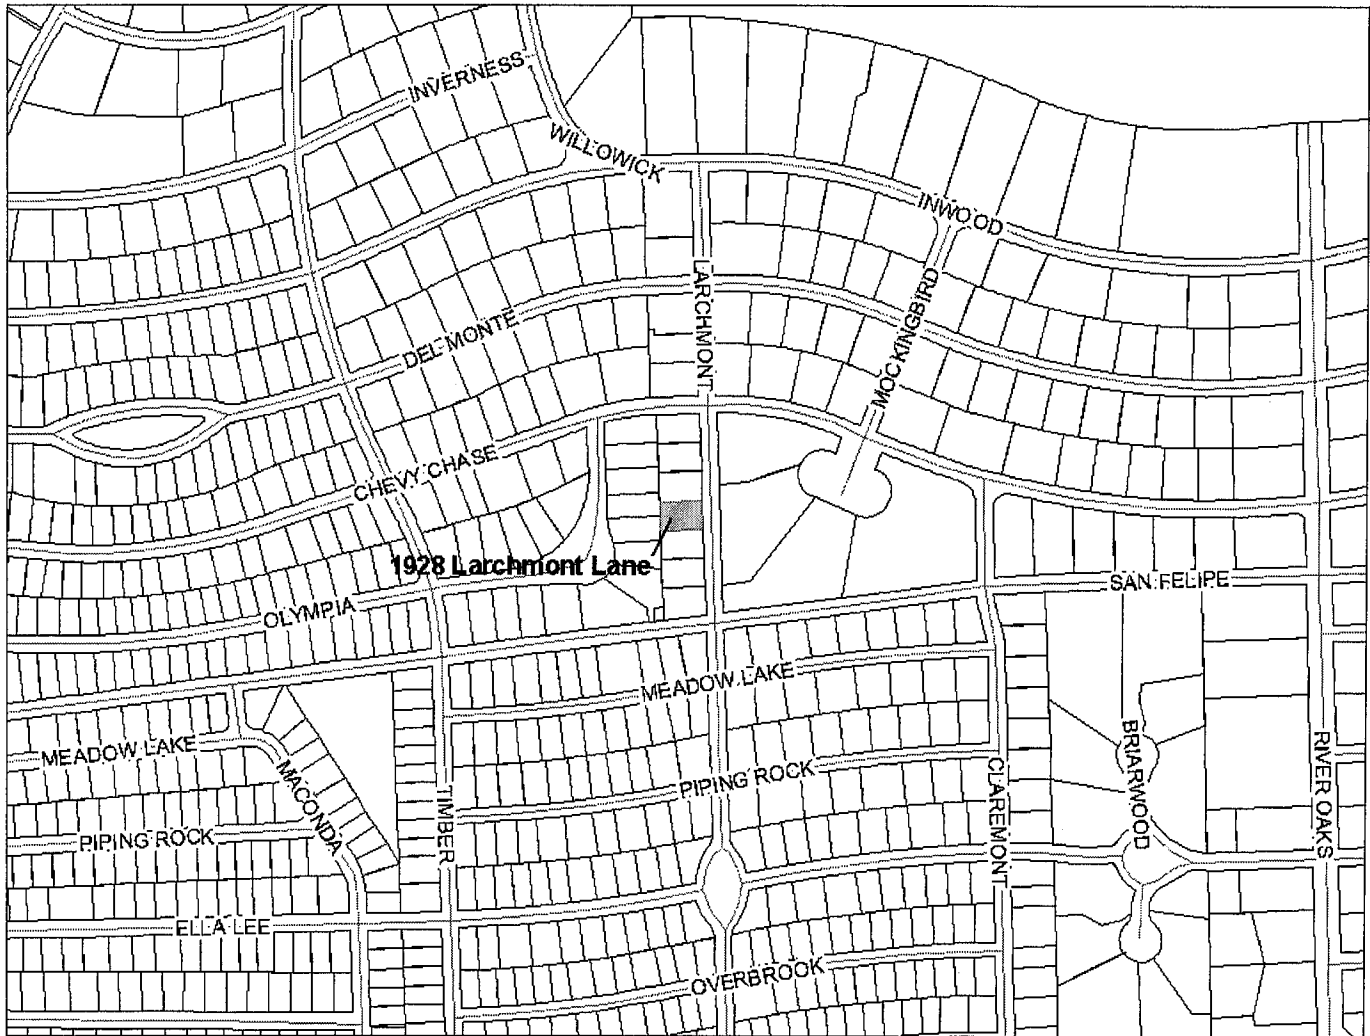 INVERNESS
WILLOWICK
INWOOD
LARCHMONT
MOCKINGBIRD
DEL MONTE
CHEVY CHASE
1928 Larchmont Lane
SAN FELIPE
OLYMPIA
MEADOW LAKE
MEADOW LAKE
BRIARWOOD
RIVER OAKS
MACONDA
PIPING ROCK
CLAREMONT
TIMBER
PIPING ROCK
ELLA LEE
OVERBROOK